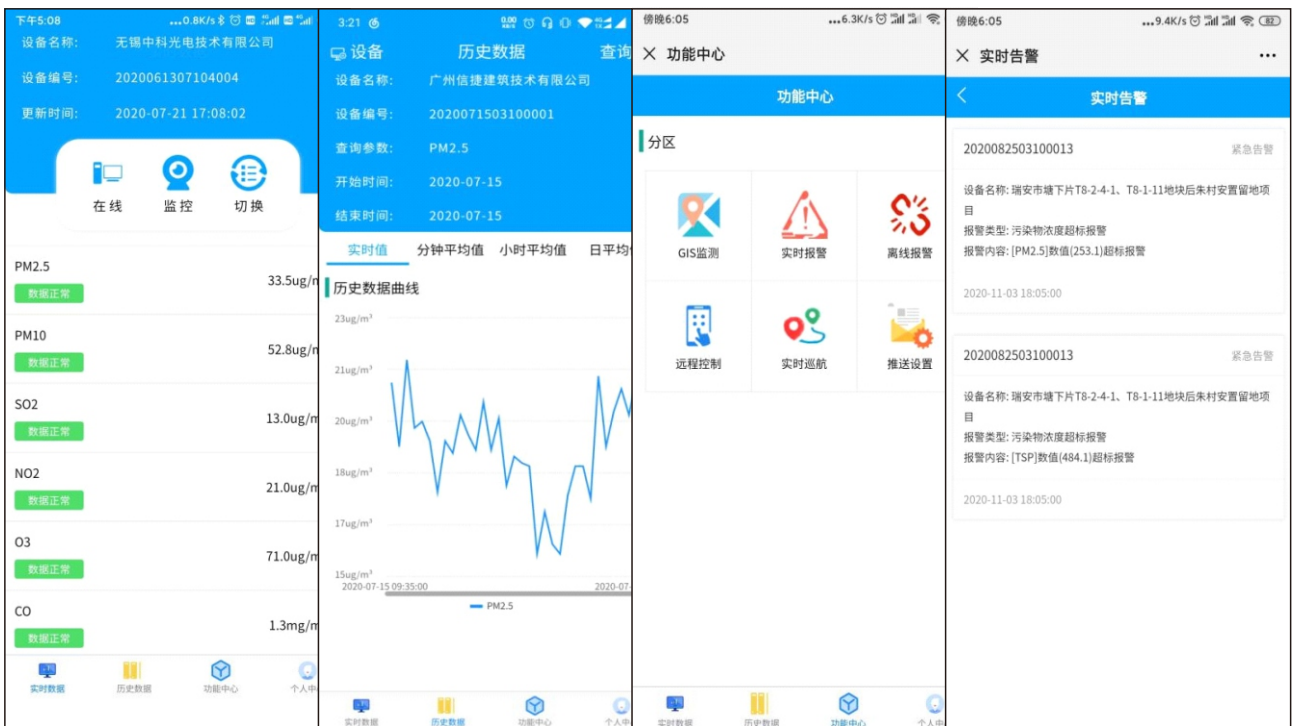 下午5:08
...0.8K/s
设备名称: 无锡中科光电技术有限公司
设备编号: 2020061307104004
更新时间: 2020-07-21 17:08:02
在线 监控 切换
PM2.5
33.5ug/m
数据正常
PM10
52.8ug/m
数据正常
SO2
13.0ug/m
数据正常
NO2
21.0ug/m
数据正常
O3
71.0ug/m
数据正常
CO
1.3mg/m
数据正常
实时数据 历史数据 功能中心 个人中
3:21
0.00
KB/s
设备 历史数据 查询
设备名称: 广州信捷建筑技术有限公司
设备编号: 2020071503100001
查询参数: PM2.5
开始时间: 2020-07-15
结束时间: 2020-07-15
实时值 分钟平均值 小时平均值 日平均
历史数据曲线
23ug/m³
21ug/m³
20ug/m³
18ug/m³
17ug/m³
15ug/m³
2020-07-15 09:35:00 2020-07-
PM2.5
实时数据 历史数据 功能中心 个人中
傍晚6:05 ...6.3K/s
功能中心
功能中心
分区
GIS监测 实时报警 离线报警
远程控制 实时巡航 推送设置
实时数据 历史数据 功能中心 个人中
傍晚6:05 ...9.4K/s 82
实时告警
实时告警
2020082503100013 紧急告警
设备名称: 瑞安市塘下片T8-2-4-1、T8-1-11地块后朱村安置留地项
目
报警类型: 污染物浓度超标报警
报警内容: [PM2.5]数值(253.1)超标报警
2020-11-03 18:05:00
2020082503100013 紧急告警
设备名称: 瑞安市塘下片T8-2-4-1、T8-1-11地块后朱村安置留地项
目
报警类型: 污染物浓度超标报警
报警内容: [TSP]数值(484.1)超标报警
2020-11-03 18:05:00